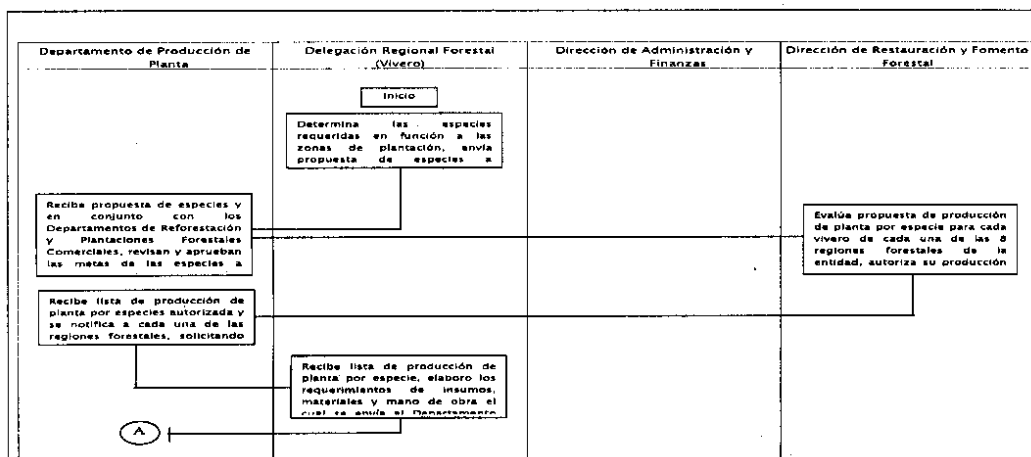 Departamento de Producción de
Planta
Delegación Regional Forestal
(Vivero)
Dirección de Administración y
Finanzas
Dirección de Restauración y Fomento
Forestal
Inicio
Determina las especies
requeridas en función a las
zonas de plantación, envía
propuesta de especies a
Recibe propuesta de especies y
en conjunto con los
Departamentos de Reforestación
y Plantaciones Forestales
Comerciales, revisan y aprueban
las metas de las especies a
Evalúa propuesta de producción
de planta por especie para cada
vivero de cada una de las 8
regiones forestales de la
entidad, autoriza su producción
Recibe lista de producción de
planta por especies autorizada y
se notifica a cada una de las
regiones forestales, solicitando
Recibe lista de producción de
planta por especie, elaboro los
requerimientos de insumos,
materiales y mano de obra el
cual se envía el Departamento
A